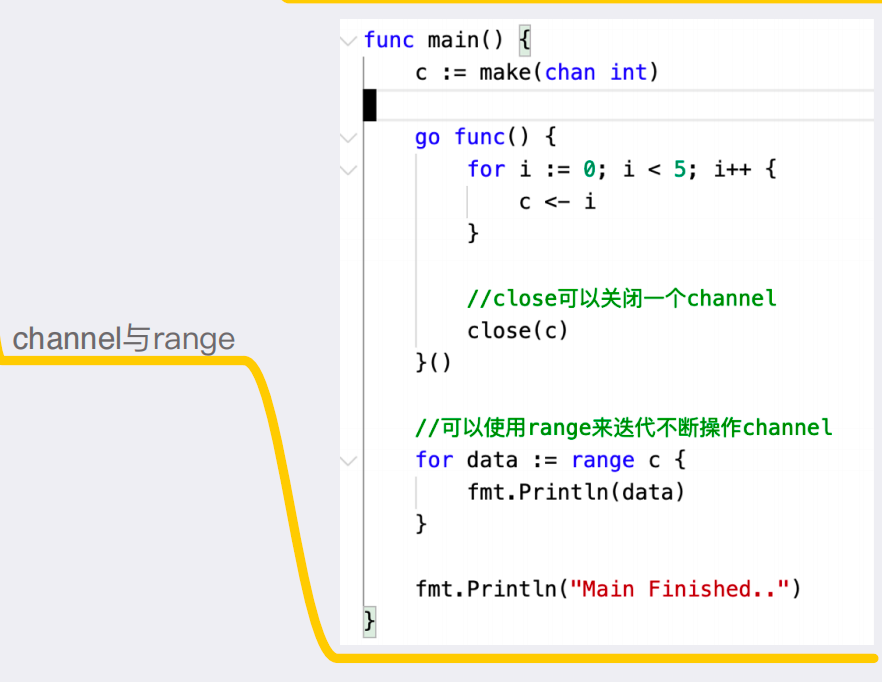 channel与range
func main() {
    c := make(chan int)

    go func() {
        for i := 0; i < 5; i++ {
            c <- i
        }

        //close可以关闭一个channel
        close(c)
    }()

    //可以使用range来迭代不断操作channel
    for data := range c {
        fmt.Println(data)
    }

    fmt.Println("Main Finished..")
}